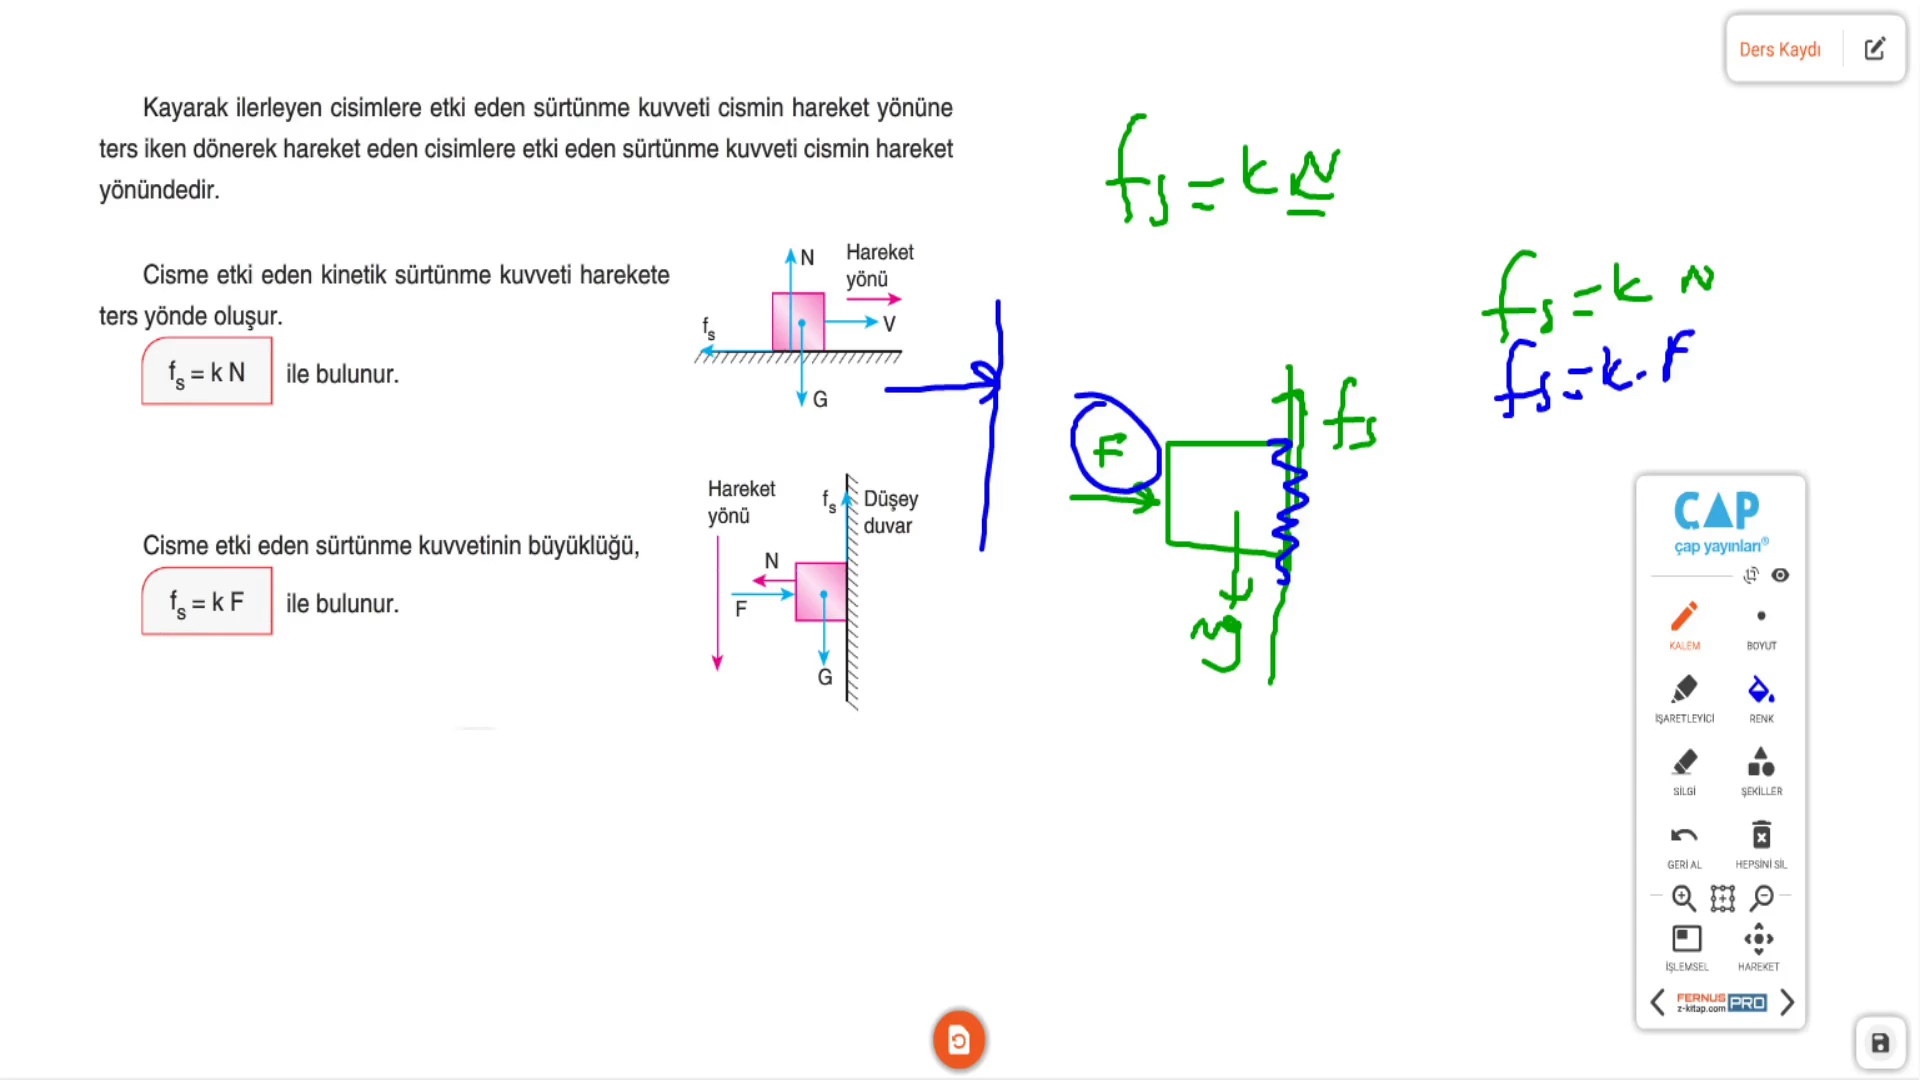 Ders Kaydı
Kayarak ilerleyen cisimlere etki eden sürtünme kuvveti cismin hareket yönüne
ters iken dönerek hareket eden cisimlere etki eden sürtünme kuvveti cismin hareket
yönündedir.
Cisme etki eden kinetik sürtünme kuvveti harekete
ters yönde oluşur.
fs = k N ile bulunur.
N
Hareket
yönü
V
fs
G
Cisme etki eden sürtünme kuvvetinin büyüklüğü,
fs = k F ile bulunur.
Hareket
yönü
fs
Düşey
duvar
N
F
G
fs = k N
fs = k N
fs = k. F
F
fs
mg
ÇAP
çap yayınları®
KALEM
BOYUT
İŞARETLEYİCİ
RENK
SİLGİ
ŞEKİLLER
GERİ AL
HEPSİNİ SİL
İŞLEMSEL
HAREKET
FERNUS
z-kitap.com PRO